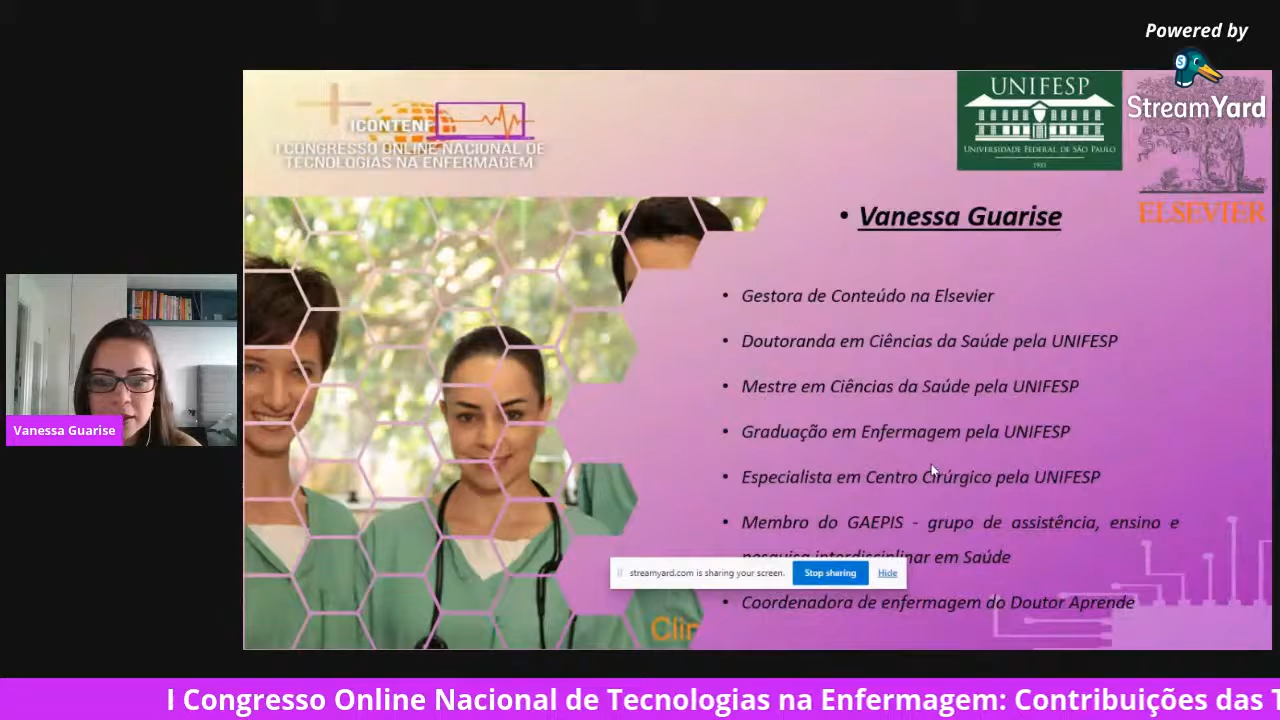 Powered by
StreamYard
ICONTENF
I CONGRESSO ONLINE NACIONAL DE
TECNOLOGIAS NA ENFERMAGEM
UNIFESP
UNIVERSIDADE FEDERAL DE SÃO PAULO
1933
ELSEVIER
• Vanessa Guarise
• Gestora de Conteúdo na Elsevier
• Doutoranda em Ciências da Saúde pela UNIFESP
• Mestre em Ciências da Saúde pela UNIFESP
• Graduação em Enfermagem pela UNIFESP
• Especialista em Centro Cirúrgico pela UNIFESP
• Membro do GAEPIS - grupo de assistência, ensino e
pesquisa interdisciplinar em Saúde
• Coordenadora de enfermagem do Doutor Aprende
streamyard.com is sharing your screen.
Stop sharing
Hide
Clin
Vanessa Guarise
I Congresso Online Nacional de Tecnologias na Enfermagem: Contribuições das T